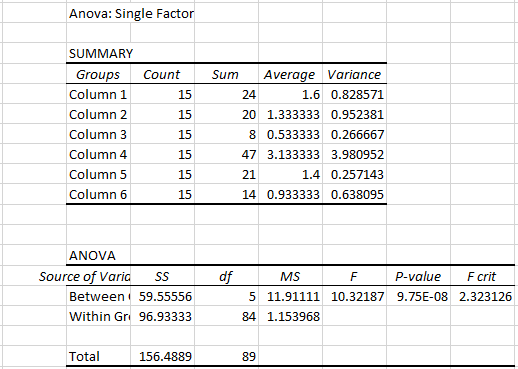 Anova: Single Factor
SUMMARY
Groups Count Sum Average Variance
Column 1 15 24 1.6 0.828571
Column 2 15 20 1.333333 0.952381
Column 3 15 8 0.533333 0.266667
Column 4 15 47 3.133333 3.980952
Column 5 15 21 1.4 0.257143
Column 6 15 14 0.933333 0.638095
ANOVA
Source of Varia SS df MS F P-value F crit
Between 59.55556 5 11.91111 10.32187 9.75E-08 2.323126
Within Gr 96.93333 84 1.153968
Total 156.4889 89